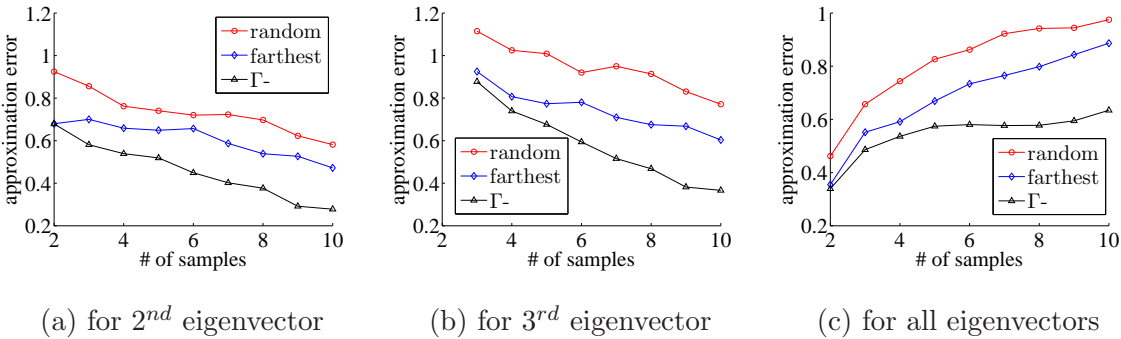 approximation error
1.2
1
0.8
0.6
0.4
0.2
2 4 6 8 10
# of samples
random
farthest
Γ-
(a) for 2nd eigenvector
approximation error
1.2
1
0.8
0.6
0.4
0.2
2 4 6 8 10
# of samples
random
farthest
Γ-
(b) for 3rd eigenvector
approximation error
1
0.8
0.6
0.4
0.2
2 4 6 8 10
# of samples
random
farthest
Γ-
(c) for all eigenvectors